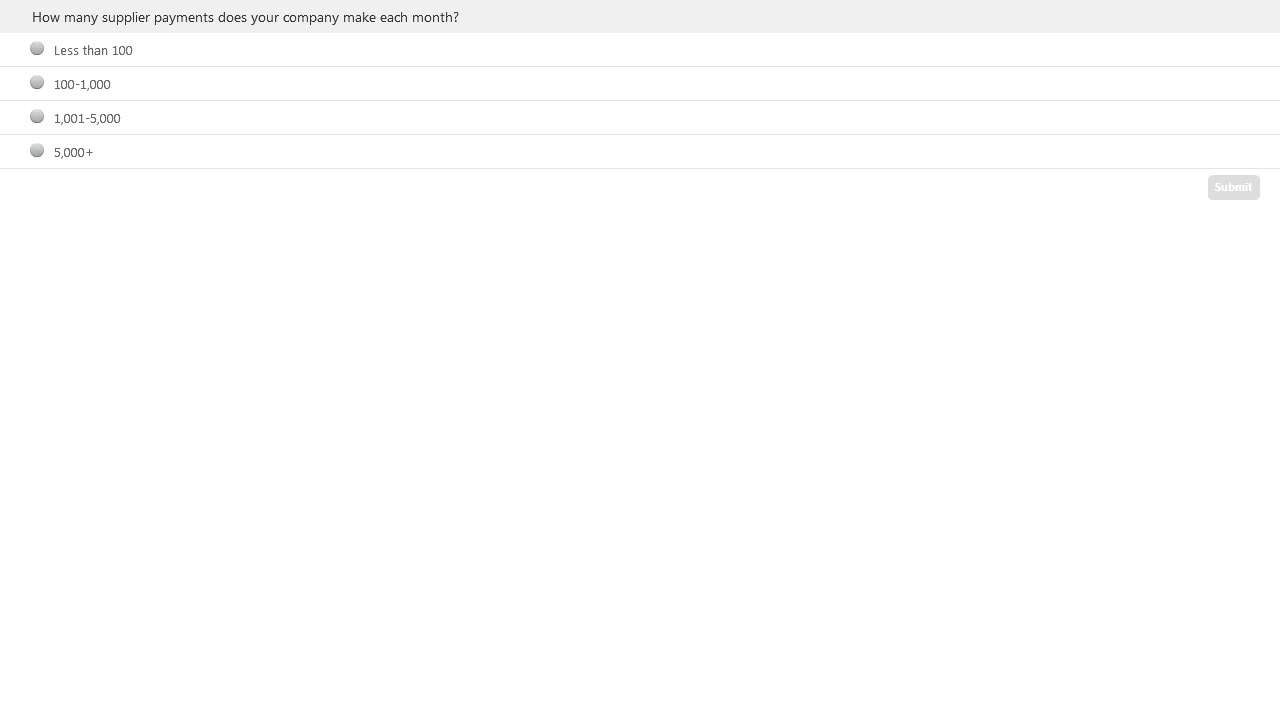 How many supplier payments does your company make each month?
Less than 100
100-1,000
1,001-5,000
5,000+
Submit